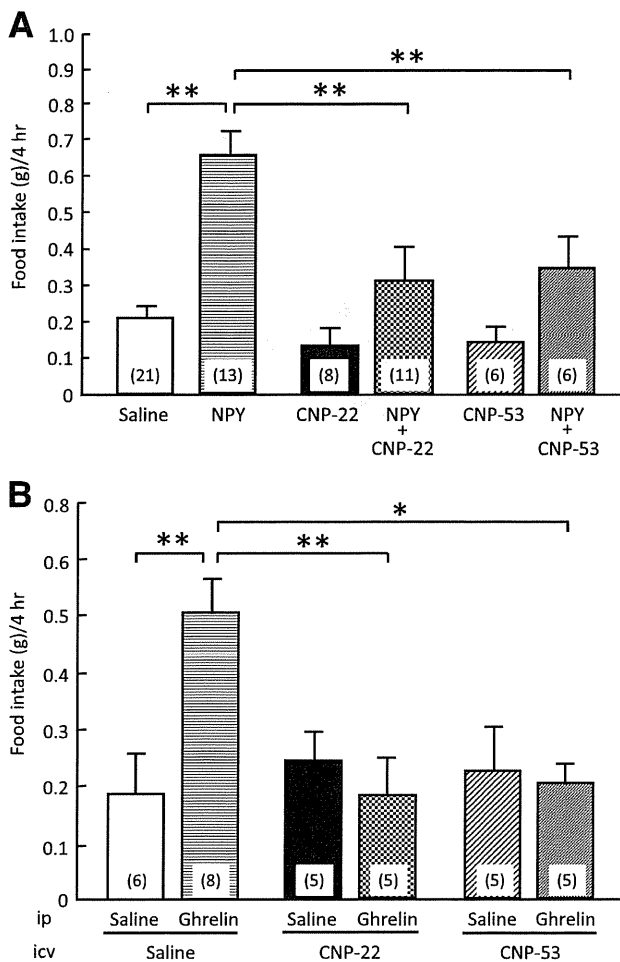 A
1.0
0.9
0.8
0.7
0.6
0.5
0.4
0.3
0.2
0.1
0
Food intake (g)/4 hr
**
**
**
(21) (13) (8) (11) (6) (6)
Saline NPY CNP-22 NPY CNP-53 NPY
+ +
CNP-22 CNP-53
B
0.8
0.6
0.5
0.4
0.3
0.2
0.1
0
Food intake (g)/4 hr
*
**
**
(6) (8) (5) (5) (5) (5)
ip Saline Ghrelin Saline Ghrelin Saline Ghrelin
icv Saline CNP-22 CNP-53